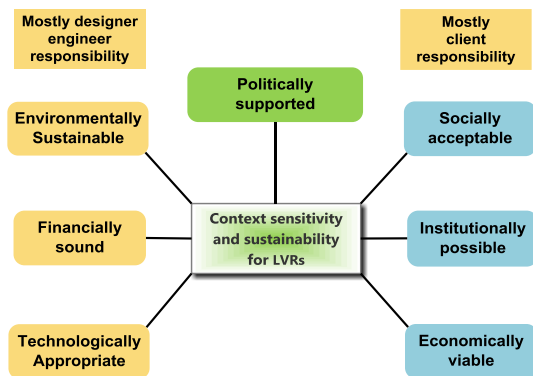 Mostly designer
engineer
responsibility
Mostly
client
responsibility
Politically
supported
Environmentally
Sustainable
Socially
acceptable
Context sensitivity
and sustainability
for LVRs
Financially
sound
Institutionally
possible
Technologically
Appropriate
Economically
viable